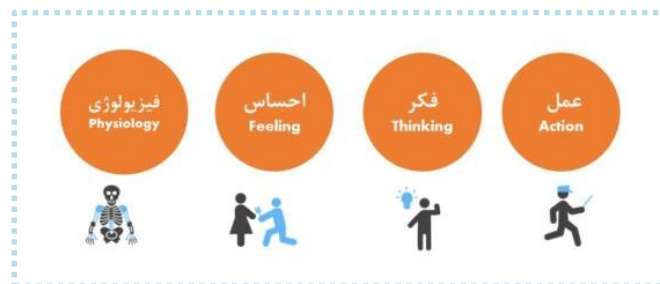 عمل
Action
فکر
Thinking
احساس
Feeling
فیزیولوژی
Physiology